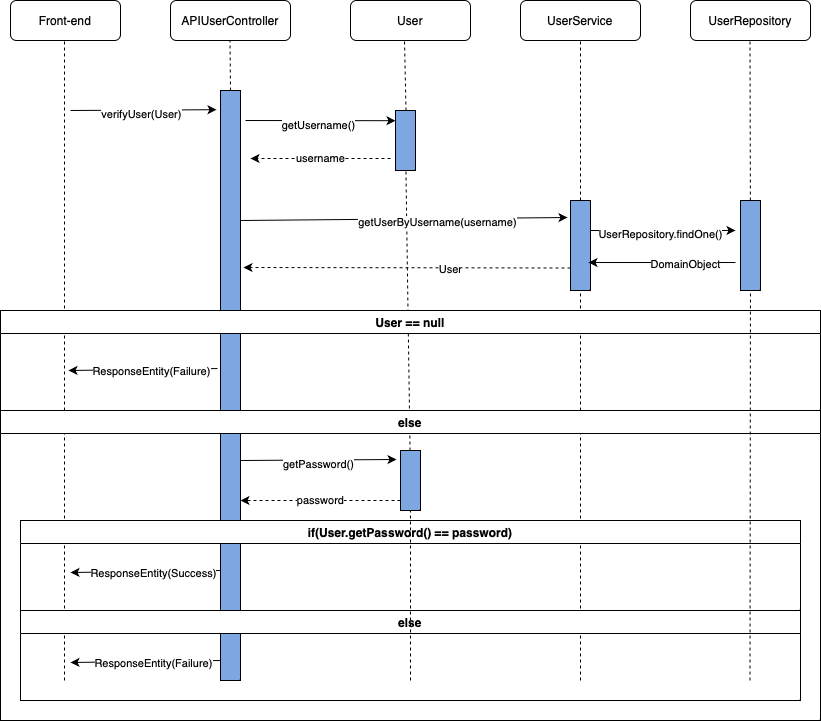 Front-end
APIUserController
User
UserService
UserRepository
verifyUser(User)
getUsername()
username
getUserByUsername(username)
UserRepository.findOne()
DomainObject
User
User == null
ResponseEntity(Failure)
else
getPassword()
password
if(User.getPassword() == password)
ResponseEntity(Success)
else
ResponseEntity(Failure)